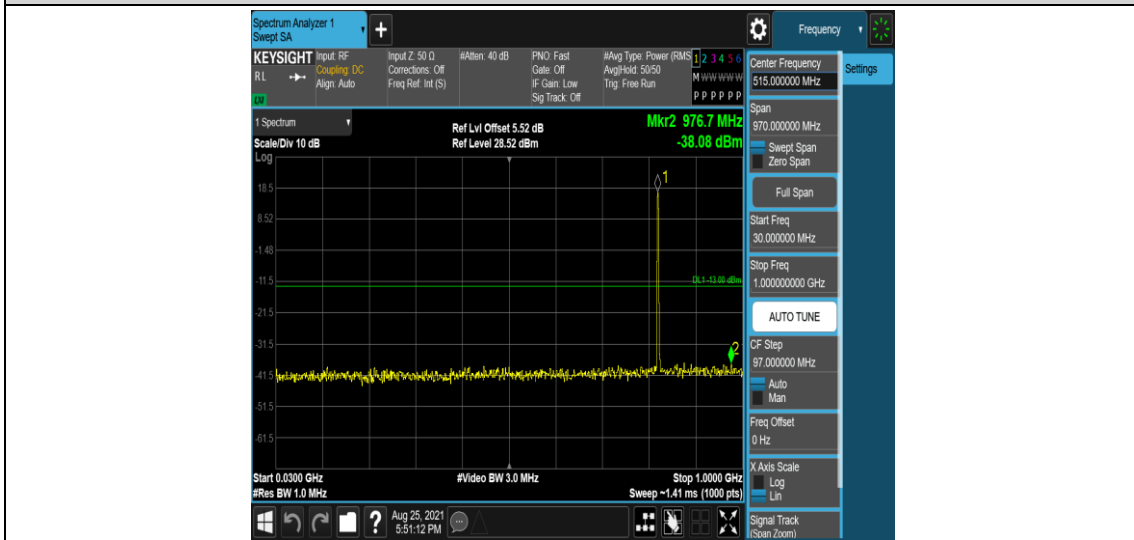 Spectrum Analyzer 1
Swept SA
+
Frequency
KEYSIGHT
RL
Input: RF
Coupling: DC
Align: Auto
Input Z: 50 Ω
Corrections: Off
Freq Ref: Int (S)
#Atten: 40 dB
PNO: Fast
Gate: Off
IF Gain: Low
Sig Track: Off
#Avg Type: Power (RMS
Avg|Hold: 50/50
Trig: Free Run
1 2 3 4 5 6
M W W W W W
P P P P P P
1 Spectrum
Scale/Div 10 dB
Log
Ref Lvl Offset 5.52 dB
Ref Level 28.52 dBm
Mkr2 976.7 MHz
-38.08 dBm
1
18.5
8.52
-1.48
-11.5
DL1 -13.00 dBm
-21.5
-31.5
2
-41.5
-51.5
-61.5
Start 0.0300 GHz
#Res BW 1.0 MHz
#Video BW 3.0 MHz
Stop 1.0000 GHz
Sweep ~1.41 ms (1000 pts)
Center Frequency
515.000000 MHz
Settings
Span
970.000000 MHz
Swept Span
Zero Span
Full Span
Start Freq
30.000000 MHz
Stop Freq
1.000000000 GHz
AUTO TUNE
CF Step
97.000000 MHz
Auto
Man
Freq Offset
0 Hz
X Axis Scale
Log
Lin
Signal Track
(Span Zoom)
?
Aug 25, 2021
5:51:12 PM